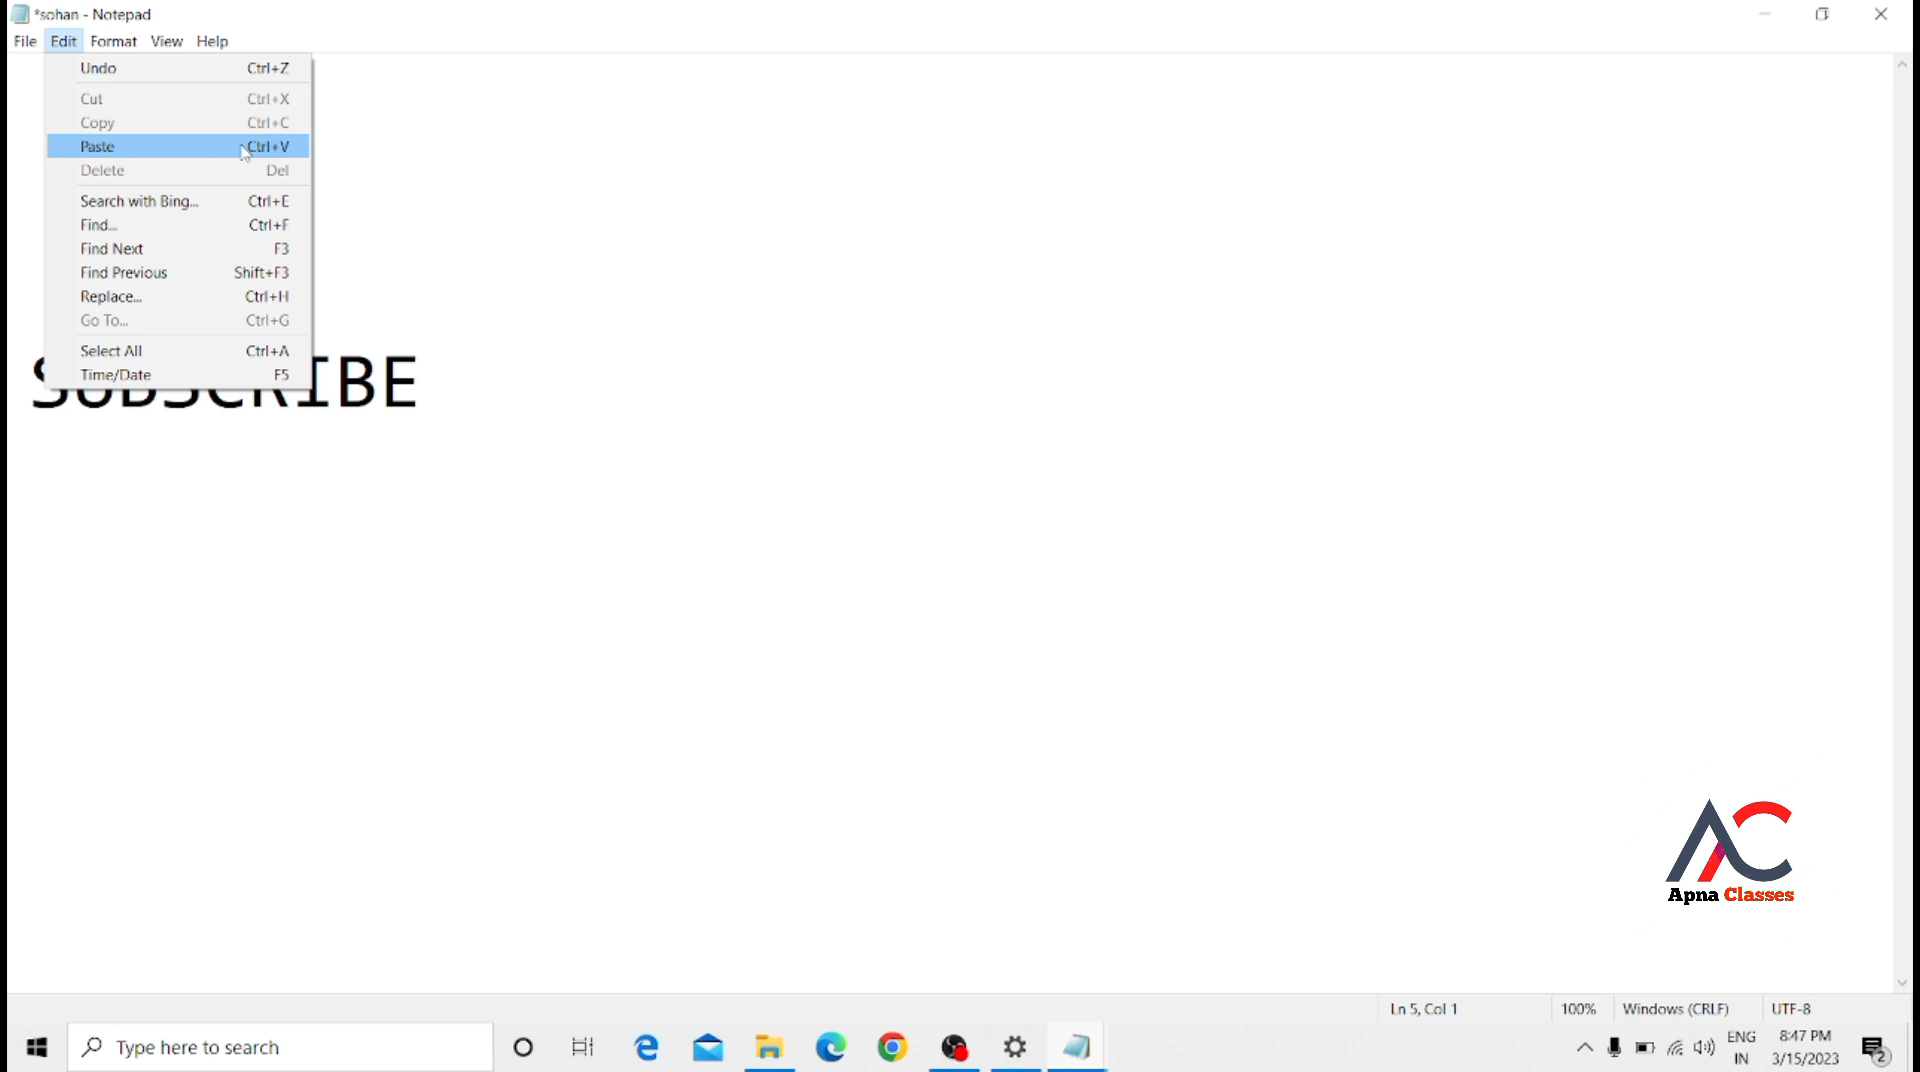 *sohan - Notepad
File Edit Format View Help
Undo Ctrl+Z
Cut Ctrl+X
Copy Ctrl+C
Paste Ctrl+V
Delete Del
Search with Bing... Ctrl+E
Find... Ctrl+F
Find Next F3
Find Previous Shift+F3
Replace... Ctrl+H
Go To... Ctrl+G
Select All Ctrl+A
Time/Date F5
SUBSCRIBE
AC
Apna Classes
Ln 5, Col 1 100% Windows (CRLF) UTF-8
Type here to search
ENG
IN
8:47 PM
3/15/2023
2